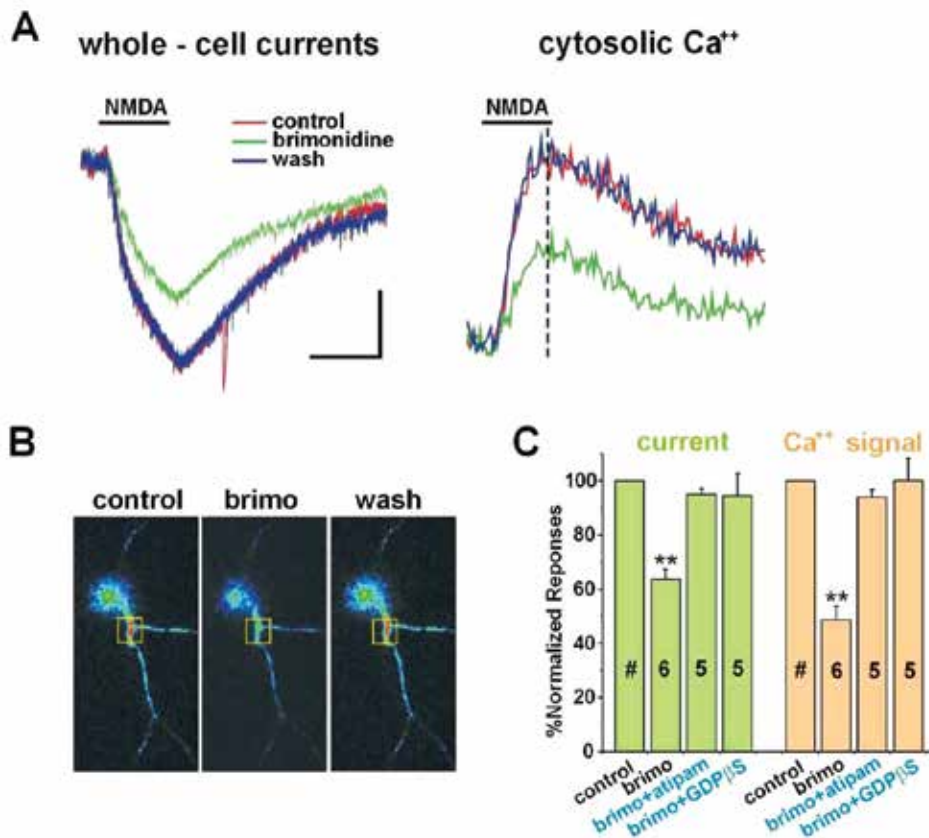 A
whole - cell currents
cytosolic Ca++
NMDA
control
brimonidine
wash
NMDA
B
control brimo wash
C
current Ca++ signal
%Normalized Reponses
100
80
60
40
20
0
** **
# 6 5 5 # 6 5 5
control
brimo
brimo+atipam
brimo+GDPβS
control
brimo
brimo+atipam
brimo+GDPβS